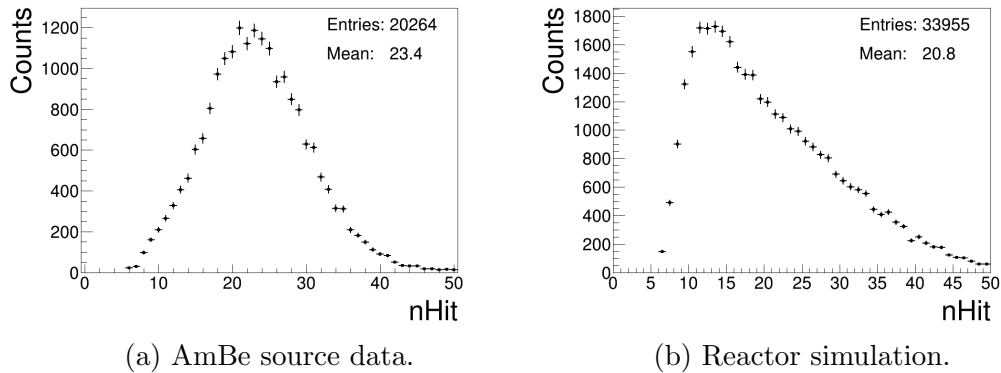 Counts
1200
1000
800
600
400
200
0
0 10 20 30 40 50
nHit
Entries: 20264
Mean: 23.4
(a) AmBe source data.
Counts
1800
1600
1400
1200
1000
800
600
400
200
0
0 5 10 15 20 25 30 35 40 45 50
nHit
Entries: 33955
Mean: 20.8
(b) Reactor simulation.